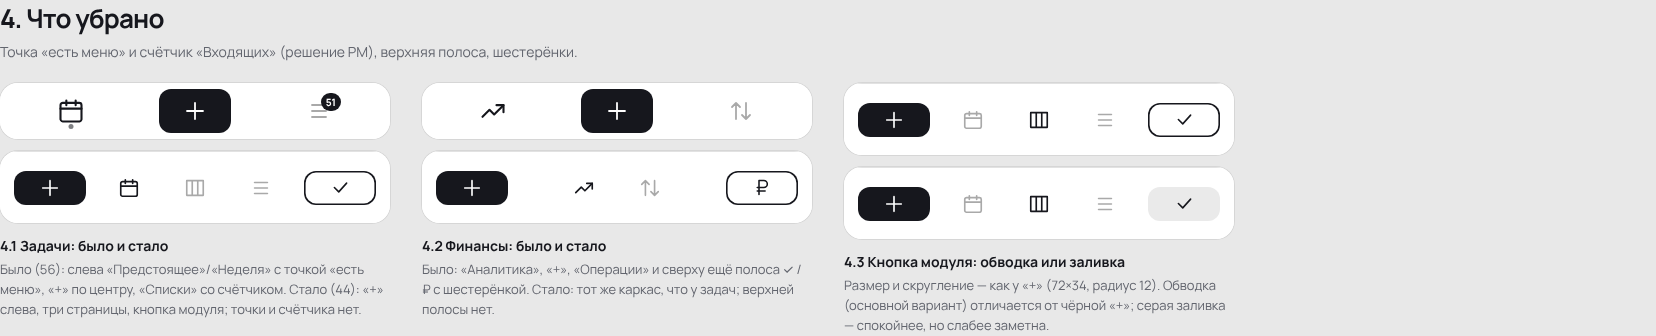 4. Что убрано
Точка «есть меню» и счётчик «Входящих» (решение PM), верхняя полоса, шестерёнки.
51
₽
4.1 Задачи: было и стало
Было (56): слева «Предстоящее»/«Неделя» с точкой «есть
меню», «+» по центру, «Списки» со счётчиком. Стало (44): «+»
слева, три страницы, кнопка модуля; точки и счётчика нет.
4.2 Финансы: было и стало
Было: «Аналитика», «+», «Операции» и сверху ещё полоса ✓ /
₽ с шестерёнкой. Стало: тот же каркас, что у задач; верхней
полосы нет.
4.3 Кнопка модуля: обводка или заливка
Размер и скругление — как у «+» (72×34, радиус 12). Обводка
(основной вариант) отличается от чёрной «+»; серая заливка
— спокойнее, но слабее заметна.